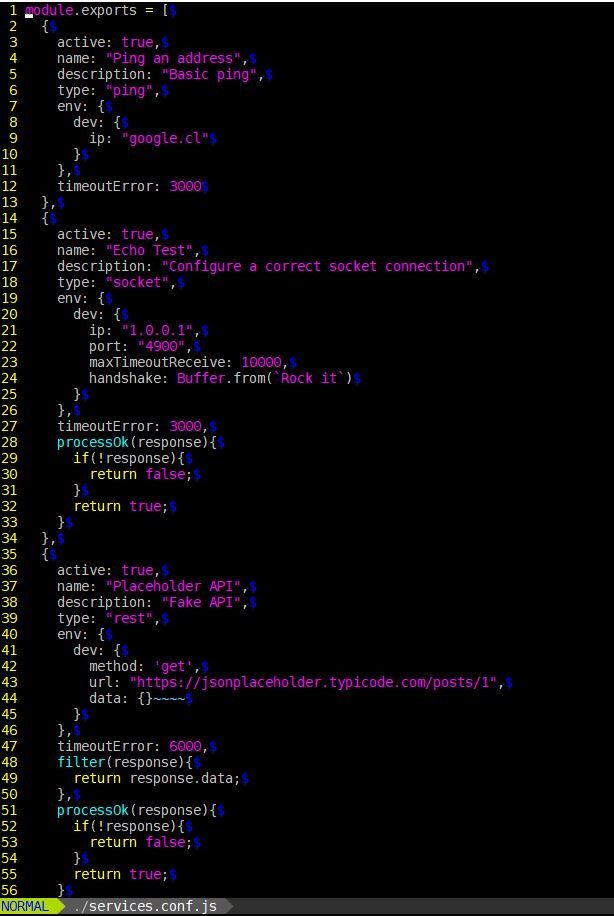 1 module.exports = [$
2   {$
3     active: true,$
4     name: "Ping an address",$
5     description: "Basic ping",$
6     type: "ping",$
7     env: {$
8       dev: {$
9         ip: "google.cl"$
10       }$
11     },$
12     timeoutError: 3000$
13   },$
14   {$
15     active: true,$
16     name: "Echo Test",$
17     description: "Configure a correct socket connection",$
18     type: "socket",$
19     env: {$
20       dev: {$
21         ip: "1.0.0.1",$
22         port: "4900",$
23         maxTimeoutReceive: 10000,$
24         handshake: Buffer.from(`Rock it`)$
25       }$
26     },$
27     timeoutError: 3000,$
28     processOk(response){$
29       if(!response){$
30         return false;$
31       }$
32       return true;$
33     }$
34   },$
35   {$
36     active: true,$
37     name: "Placeholder API",$
38     description: "Fake API",$
39     type: "rest",$
40     env: {$
41       dev: {$
42         method: 'get',$
43         url: "https://jsonplaceholder.typicode.com/posts/1",$
44         data: {}~~~~$
45       }$
46     },$
47     timeoutError: 6000,$
48     filter(response){$
49       return response.data;$
50     },$
51     processOk(response){$
52       if(!response){$
53         return false;$
54       }$
55       return true;$
56     }$
NORMAL ./services.conf.js